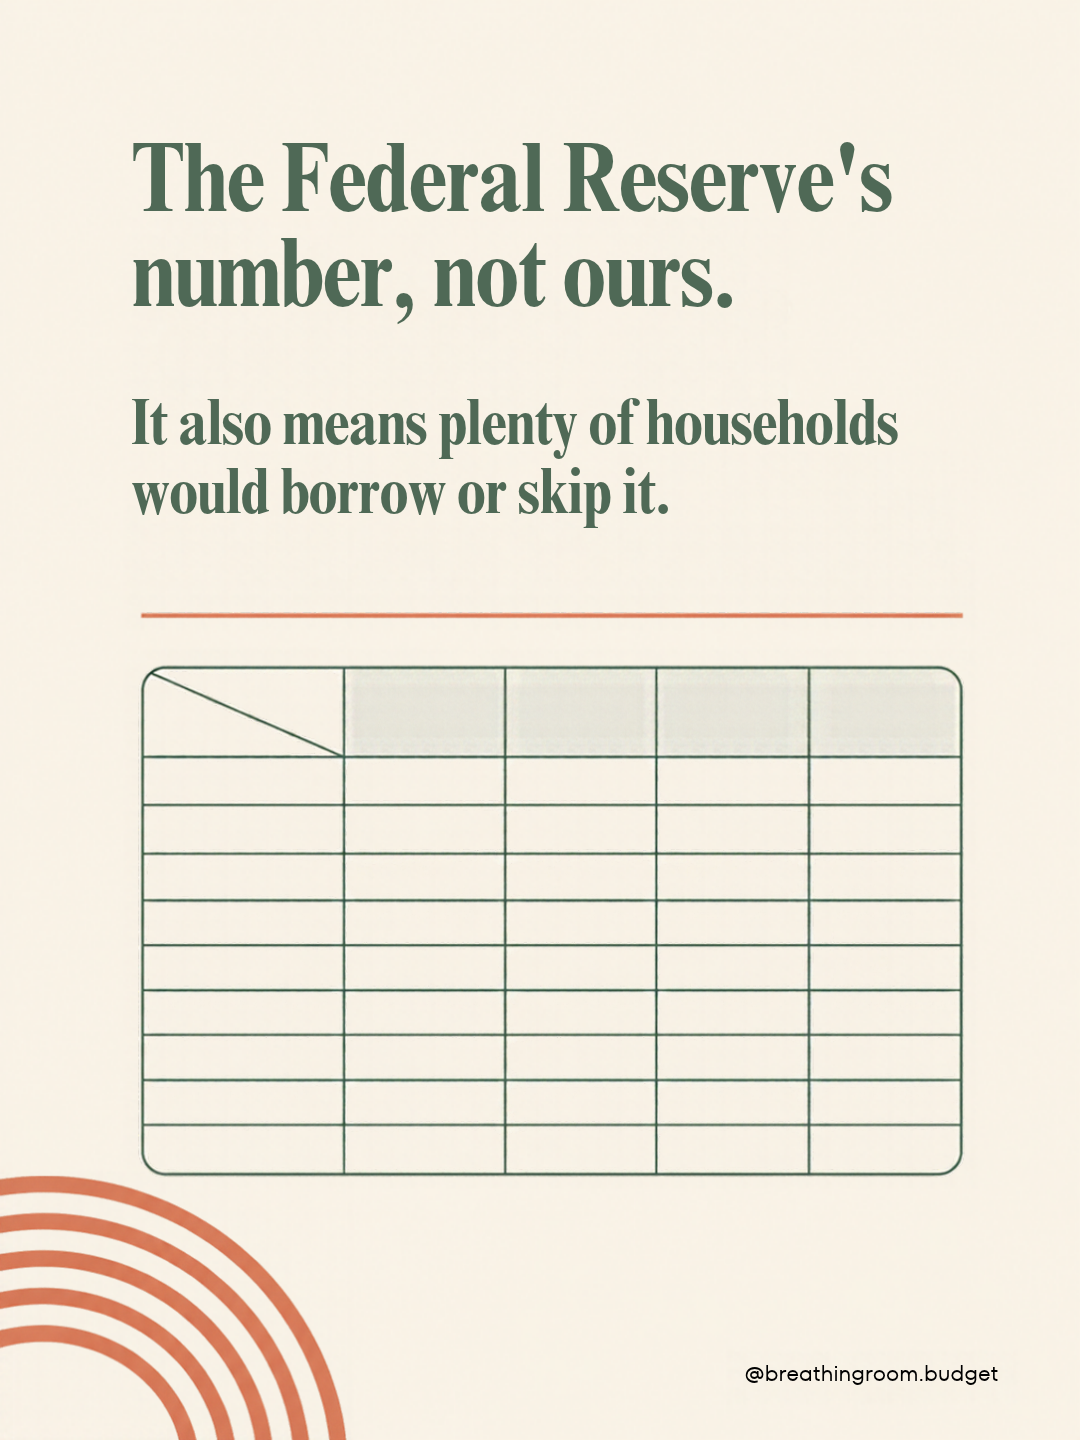 The Federal Reserve's
number, not ours.
It also means plenty of households
would borrow or skip it.
@breathingroom.budget